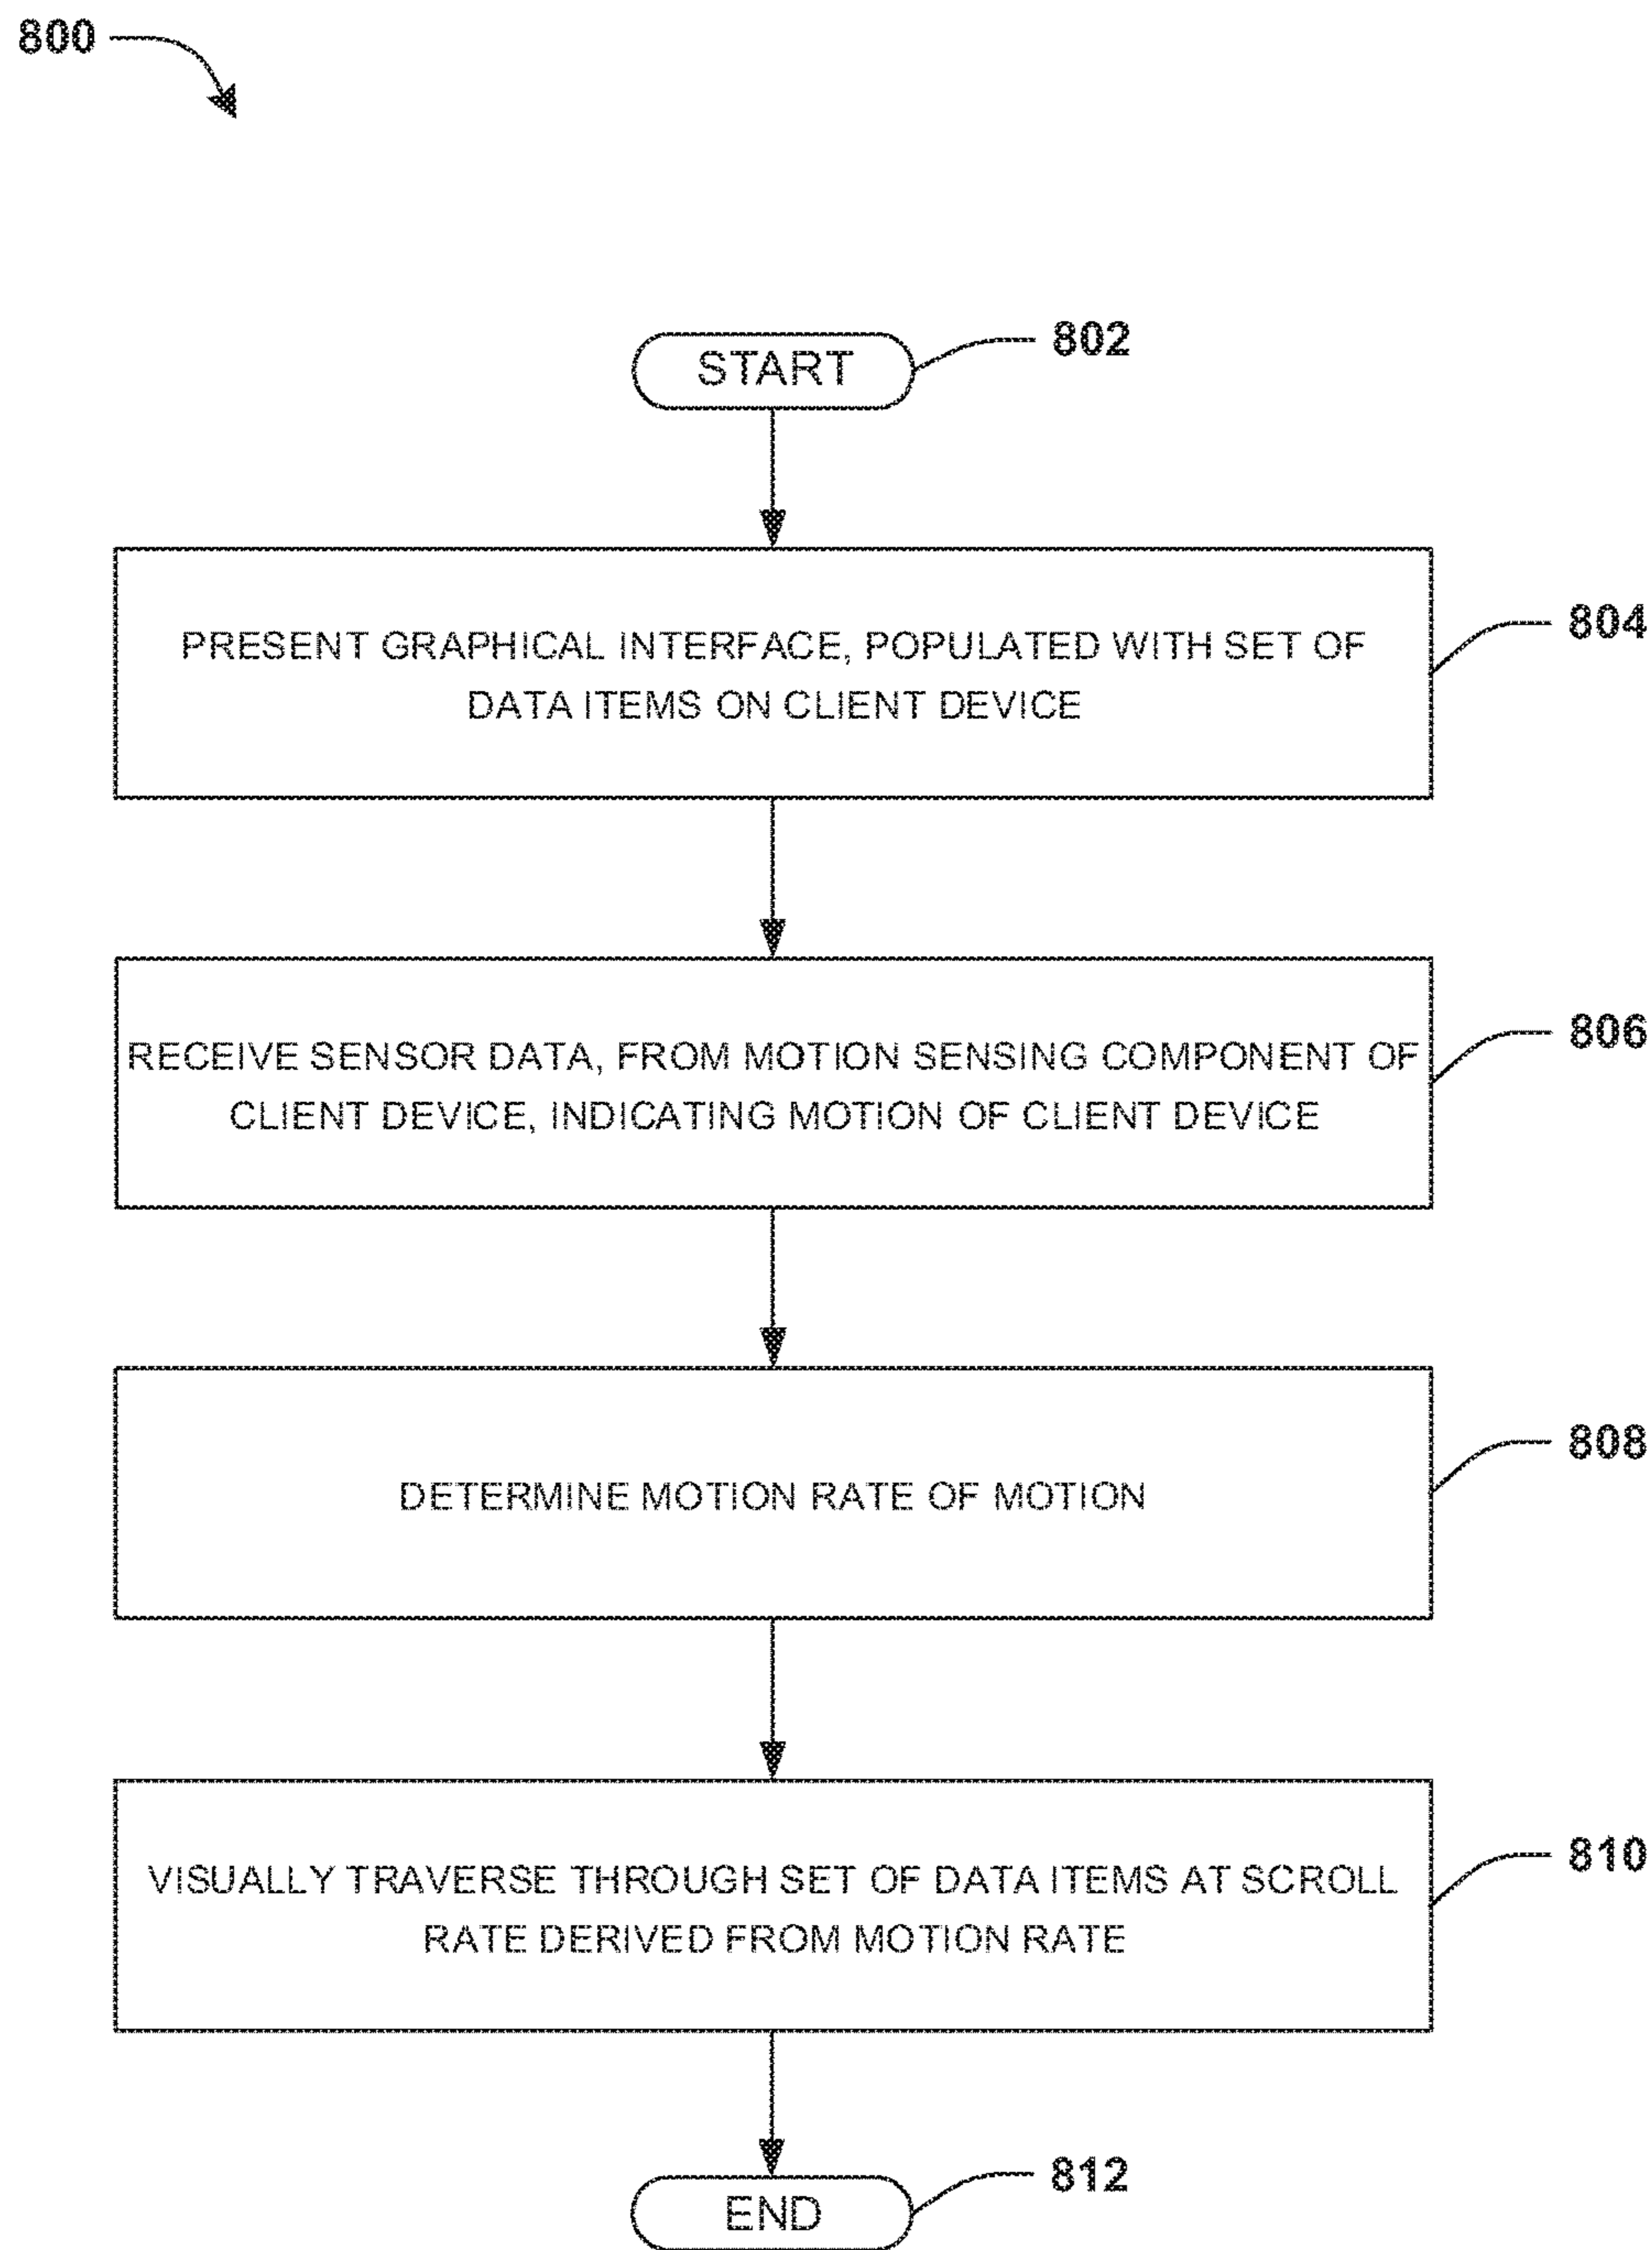 800
START
802
PRESENT GRAPHICAL INTERFACE, POPULATED WITH SET OF
DATA ITEMS ON CLIENT DEVICE
804
RECEIVE SENSOR DATA, FROM MOTION SENSING COMPONENT OF
CLIENT DEVICE, INDICATING MOTION OF CLIENT DEVICE
806
DETERMINE MOTION RATE OF MOTION
808
VISUALLY TRAVERSE THROUGH SET OF DATA ITEMS AT SCROLL
RATE DERIVED FROM MOTION RATE
810
END
812